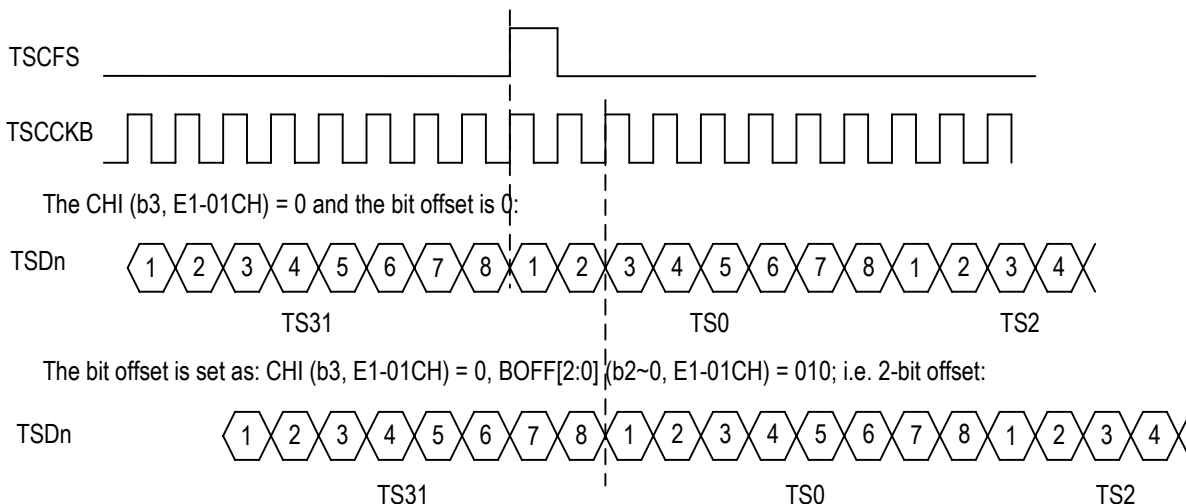 TSCFS
TSCCKB
The CHI (b3, E1-01CH) = 0 and the bit offset is 0:
TSDn 1 2 3 4 5 6 7 8 1 2 3 4 5 6 7 8 1 2 3 4
TS31 TS0 TS2
The bit offset is set as: CHI (b3, E1-01CH) = 0, BOFF[2:0] (b2~0, E1-01CH) = 010; i.e. 2-bit offset:
TSDn 1 2 3 4 5 6 7 8 1 2 3 4 5 6 7 8 1 2 3 4
TS31 TS0 TS2